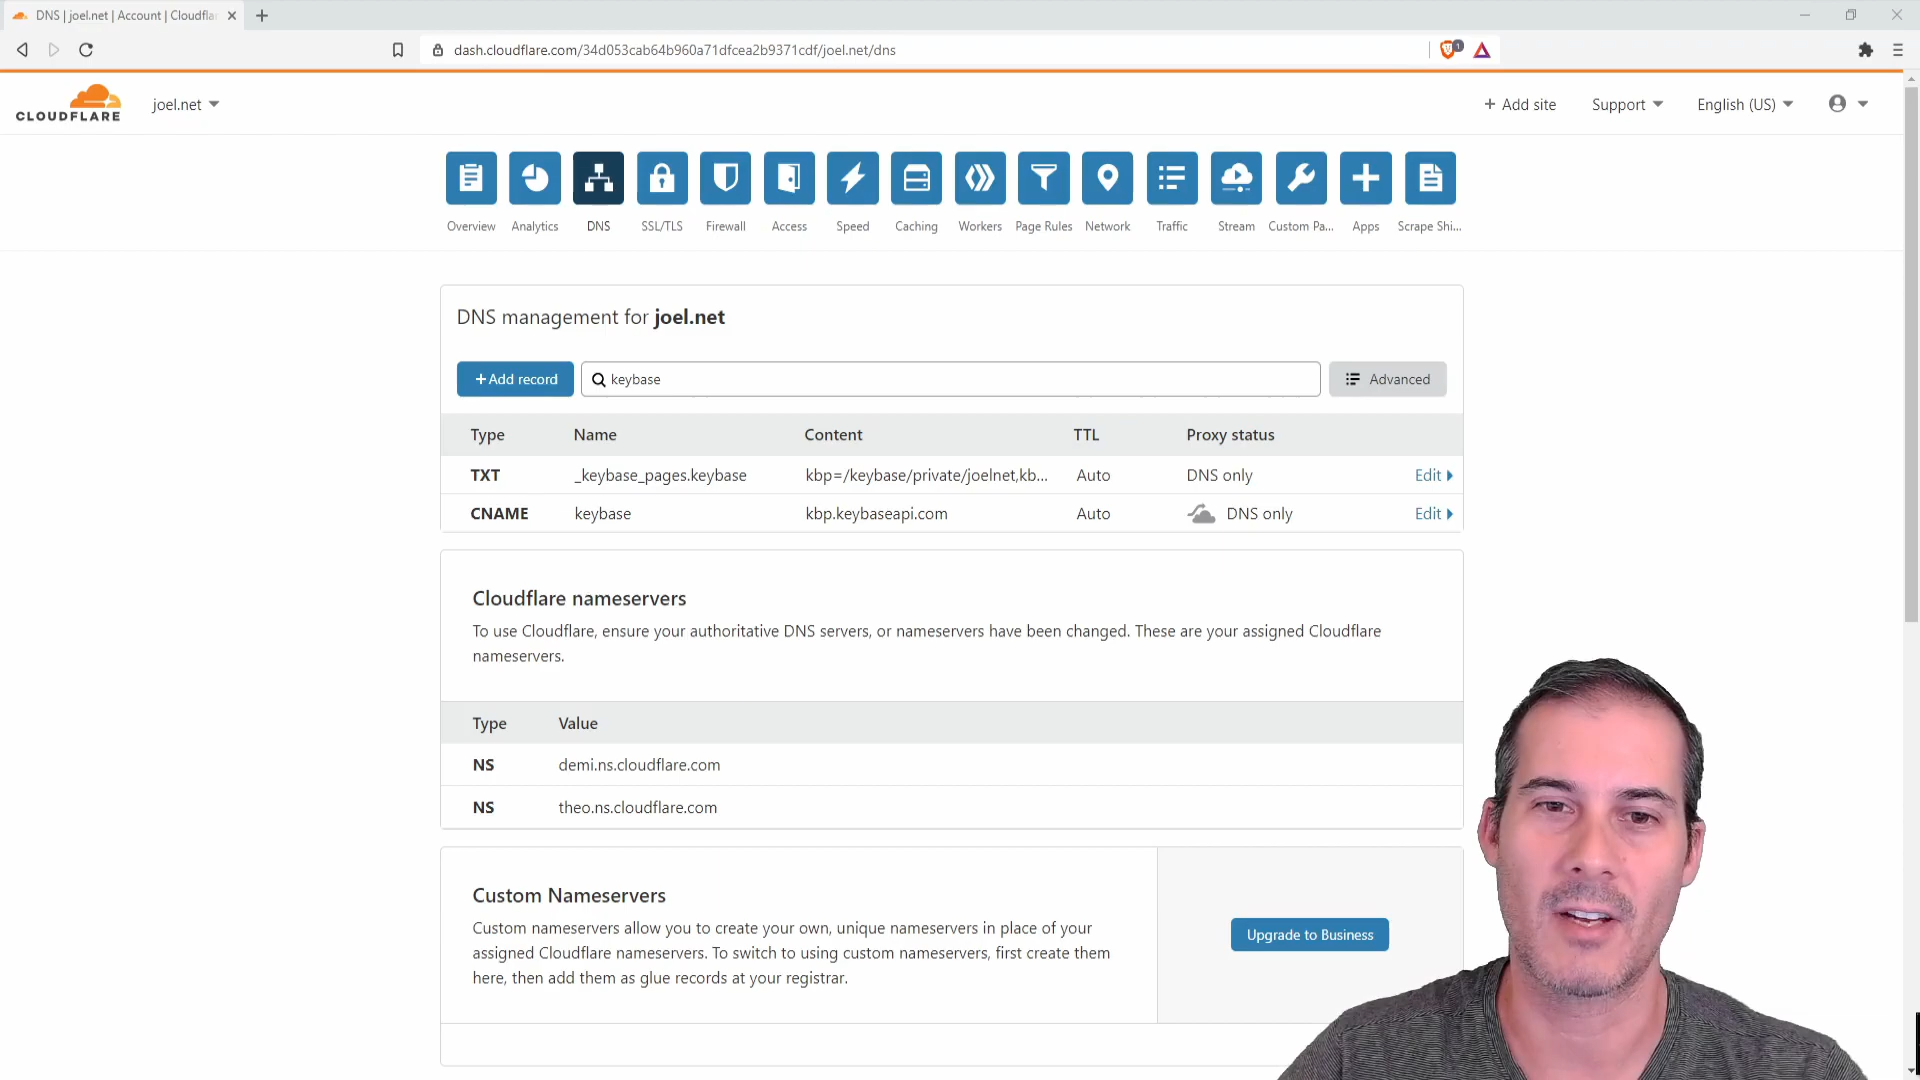 DNS | joel.net | Account | Cloudfla
dash.cloudflare.com/34d053cab64b960a71dfcea2b9371cdf/joel.net/dns
1
CLOUDFLARE
joel.net
+ Add site
Support
English (US)
Overview
Analytics
DNS
SSL/TLS
Firewall
Access
Speed
Caching
Workers
Page Rules
Network
Traffic
Stream
Custom Pa...
Apps
Scrape Shi...
DNS management for joel.net
+Add record
keybase
Advanced
Type Name Content TTL Proxy status
TXT _keybase_pages.keybase kbp=/keybase/private/joelnet,kb... Auto DNS only Edit
CNAME keybase kbp.keybaseapi.com Auto DNS only Edit
Cloudflare nameservers
To use Cloudflare, ensure your authoritative DNS servers, or nameservers have been changed. These are your assigned Cloudflare
nameservers.
Type Value
NS demi.ns.cloudflare.com
NS theo.ns.cloudflare.com
Custom Nameservers
Custom nameservers allow you to create your own, unique nameservers in place of your
assigned Cloudflare nameservers. To switch to using custom nameservers, first create them
here, then add them as glue records at your registrar.
Upgrade to Business